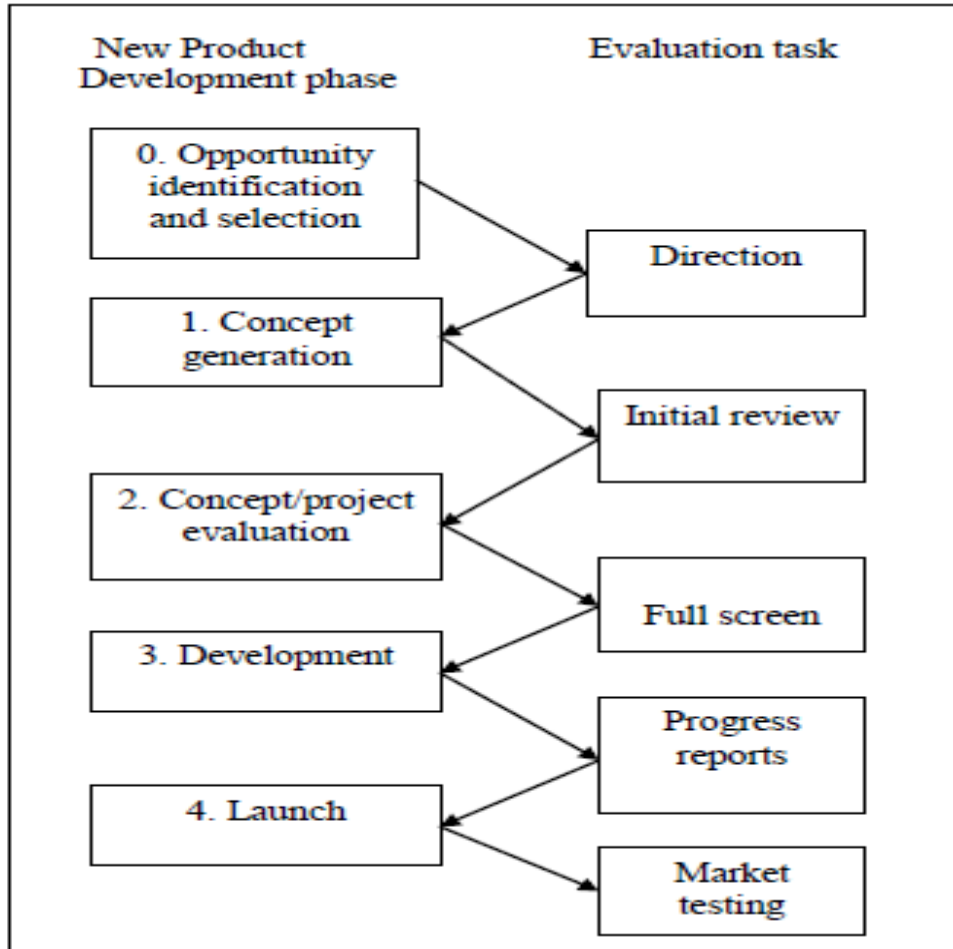 New Product
Development phase
Evaluation task
0. Opportunity
identification
and selection
Direction
1. Concept
generation
Initial review
2. Concept/project
evaluation
Full screen
3. Development
Progress
reports
4. Launch
Market
testing